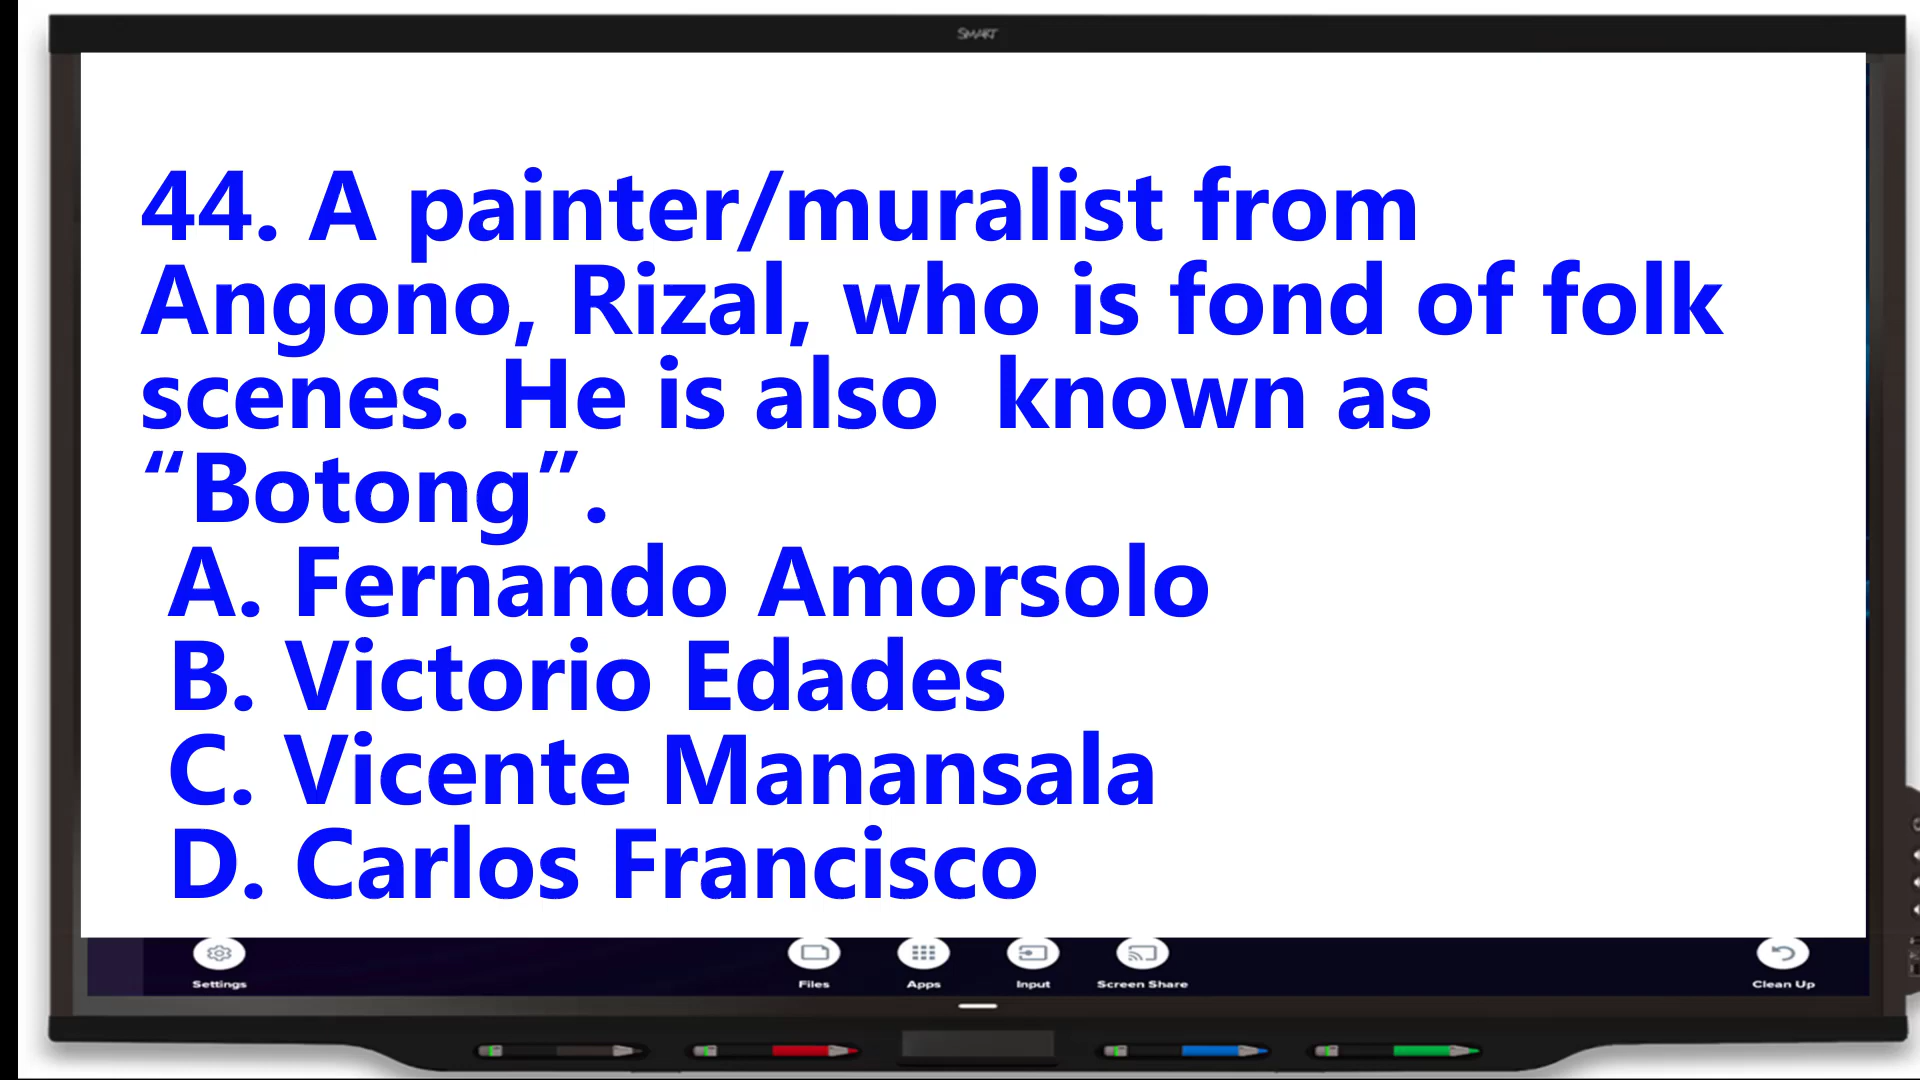 SMART
44. A painter/muralist from
Angono, Rizal, who is fond of folk
scenes. He is also  known as
“Botong”.
A. Fernando Amorsolo
B. Victorio Edades
C. Vicente Manansala
D. Carlos Francisco
Settings
Files
Apps
Input
Screen Share
Clean Up